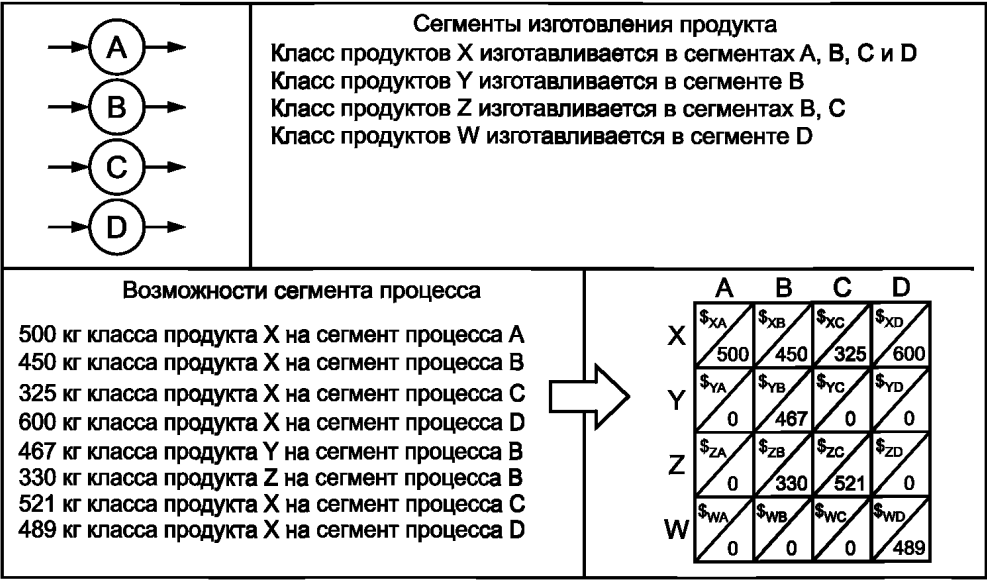 A
B
C
D
Сегменты изготовления продукта
Класс продуктов X изготавливается в сегментах A, B, C и D
Класс продуктов Y изготавливается в сегменте B
Класс продуктов Z изготавливается в сегментах B, C
Класс продуктов W изготавливается в сегменте D
Возможности сегмента процесса
500 кг класса продукта X на сегмент процесса A
450 кг класса продукта X на сегмент процесса B
325 кг класса продукта X на сегмент процесса C
600 кг класса продукта X на сегмент процесса D
467 кг класса продукта Y на сегмент процесса B
330 кг класса продукта Z на сегмент процесса B
521 кг класса продукта X на сегмент процесса C
489 кг класса продукта X на сегмент процесса D
A B C D
X $XA 500 $XB 450 $XC 325 $XD 600
Y $YA 0 $YB 467 $YC 0 $YD 0
Z $ZA 0 $ZB 330 $ZC 521 $ZD 0
W $WA 0 $WB 0 $WC 0 $WD 489